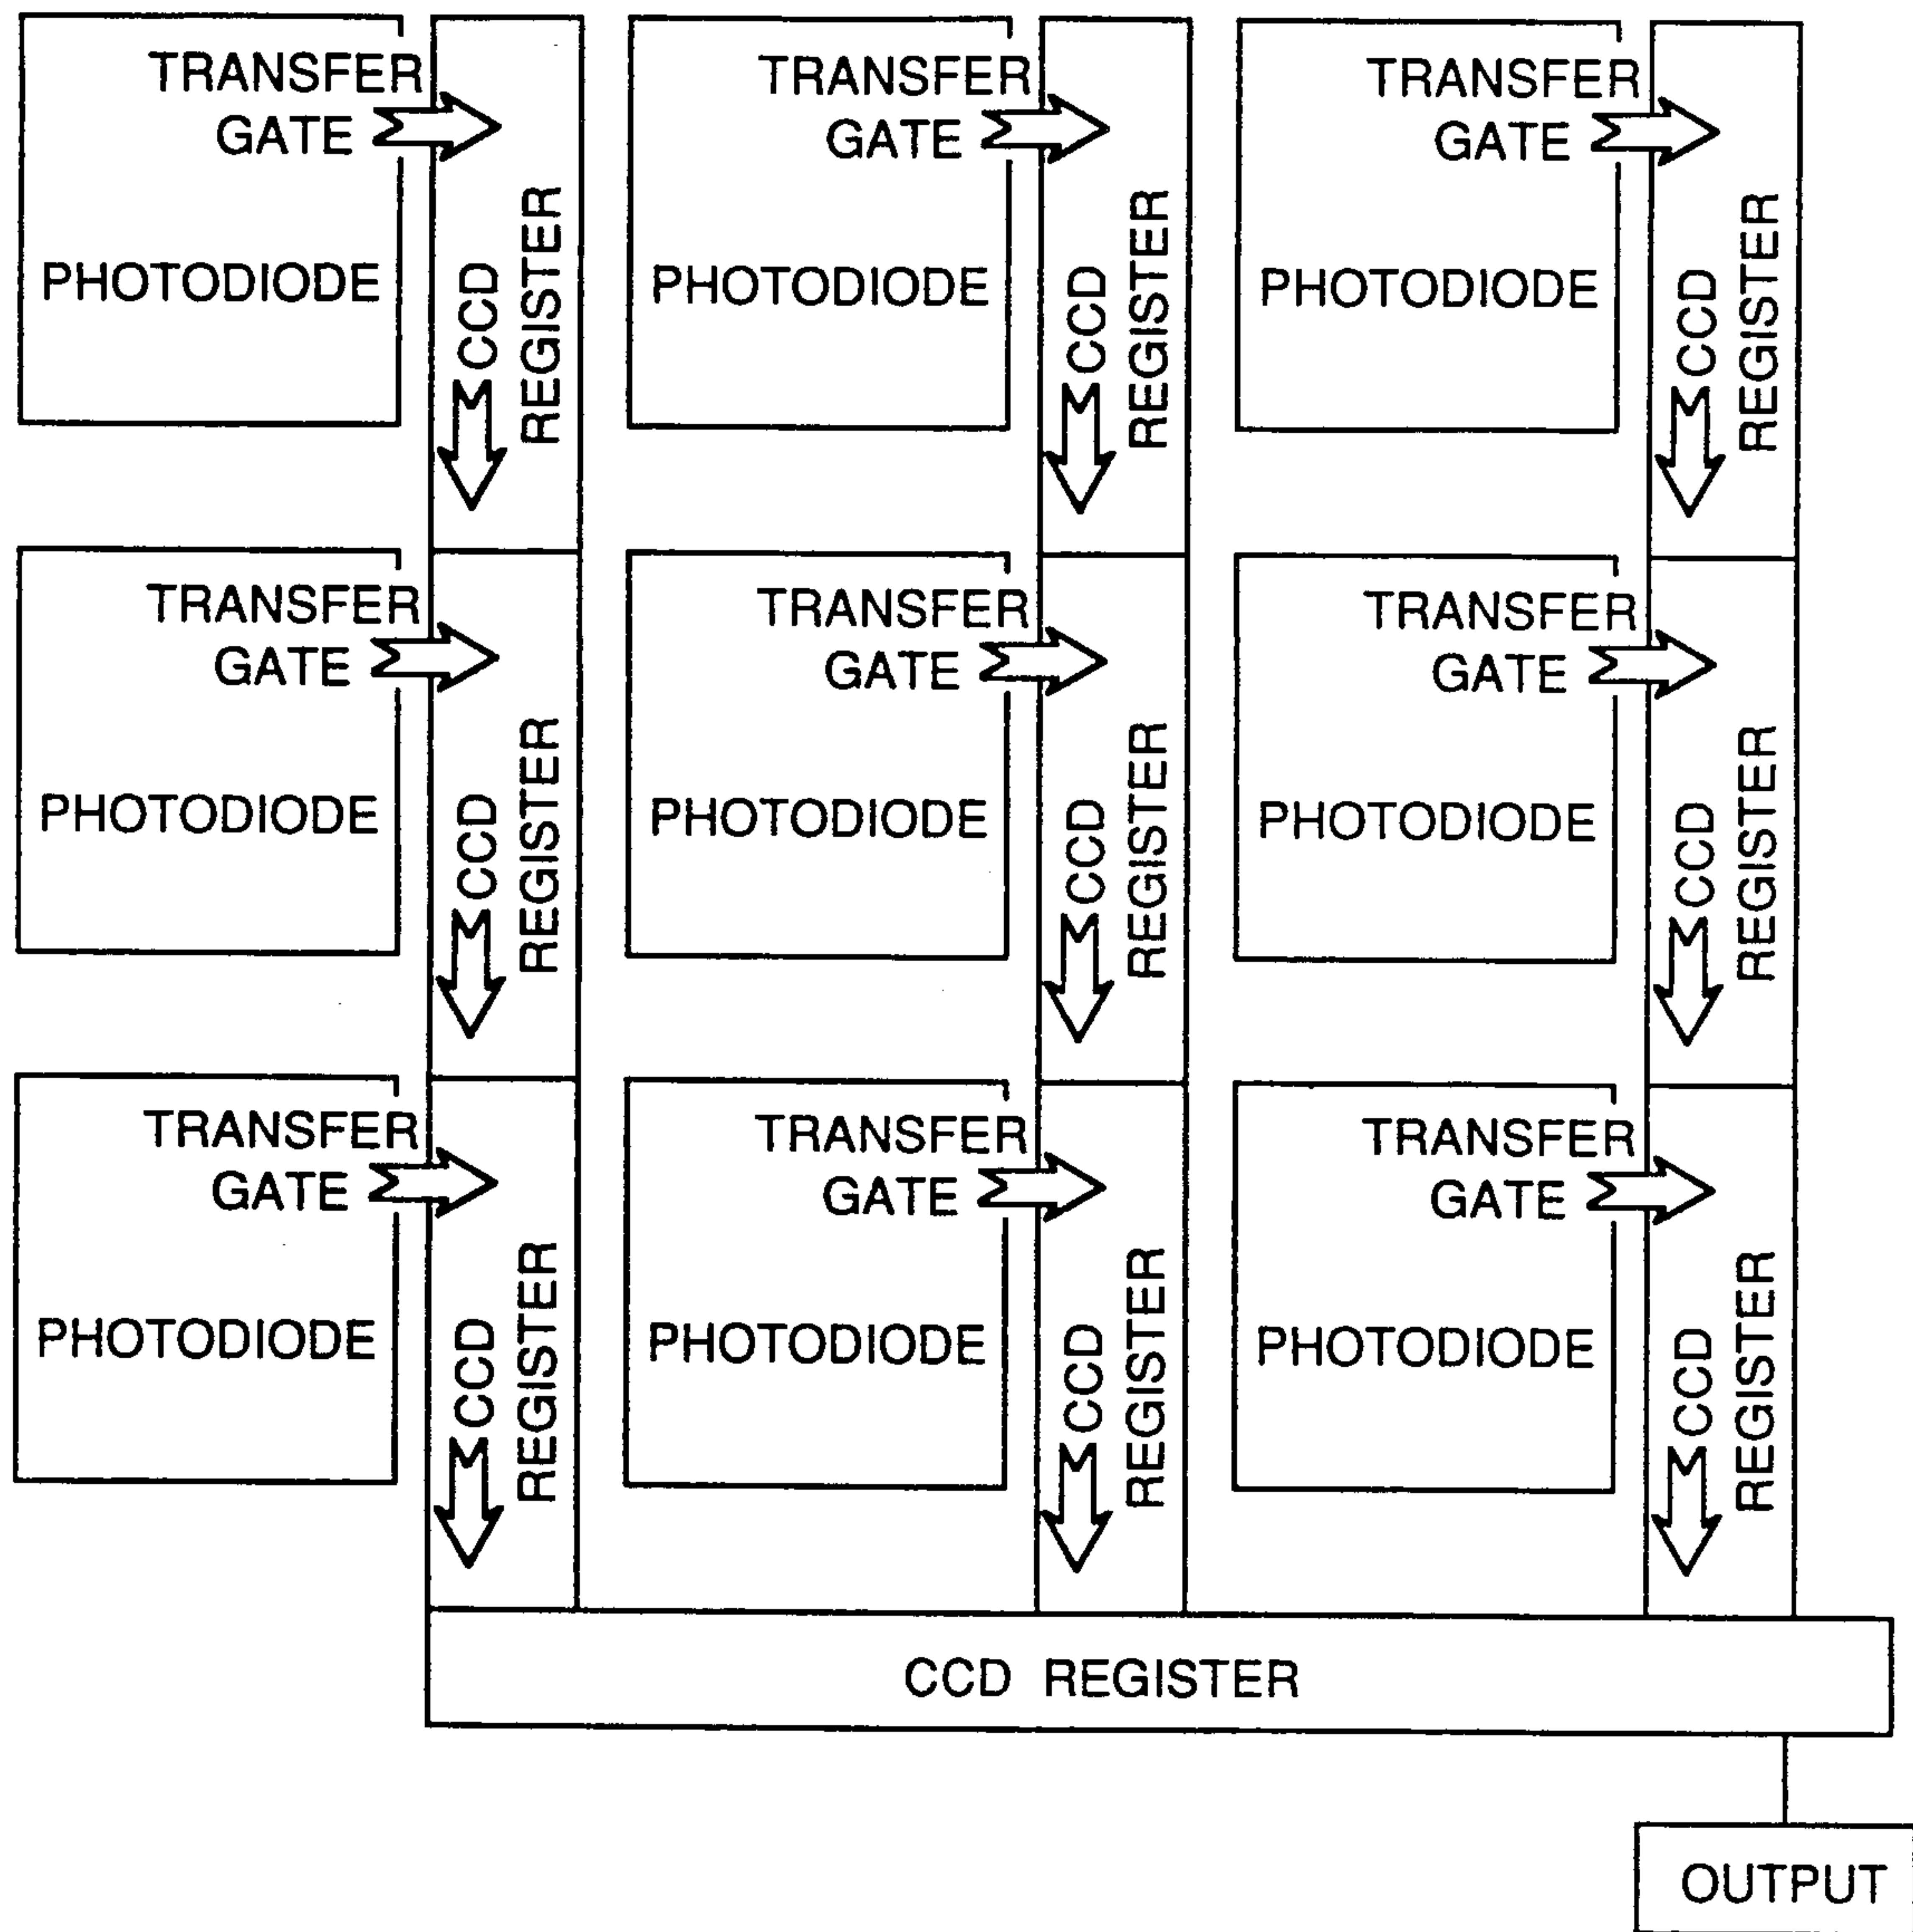 TRANSFER
GATE
PHOTODIODE
CCD
REGISTER
TRANSFER
GATE
PHOTODIODE
CCD
REGISTER
TRANSFER
GATE
PHOTODIODE
CCD
REGISTER
TRANSFER
GATE
PHOTODIODE
CCD
REGISTER
TRANSFER
GATE
PHOTODIODE
CCD
REGISTER
TRANSFER
GATE
PHOTODIODE
CCD
REGISTER
TRANSFER
GATE
PHOTODIODE
CCD
REGISTER
TRANSFER
GATE
PHOTODIODE
CCD
REGISTER
TRANSFER
GATE
PHOTODIODE
CCD
REGISTER
CCD REGISTER
OUTPUT